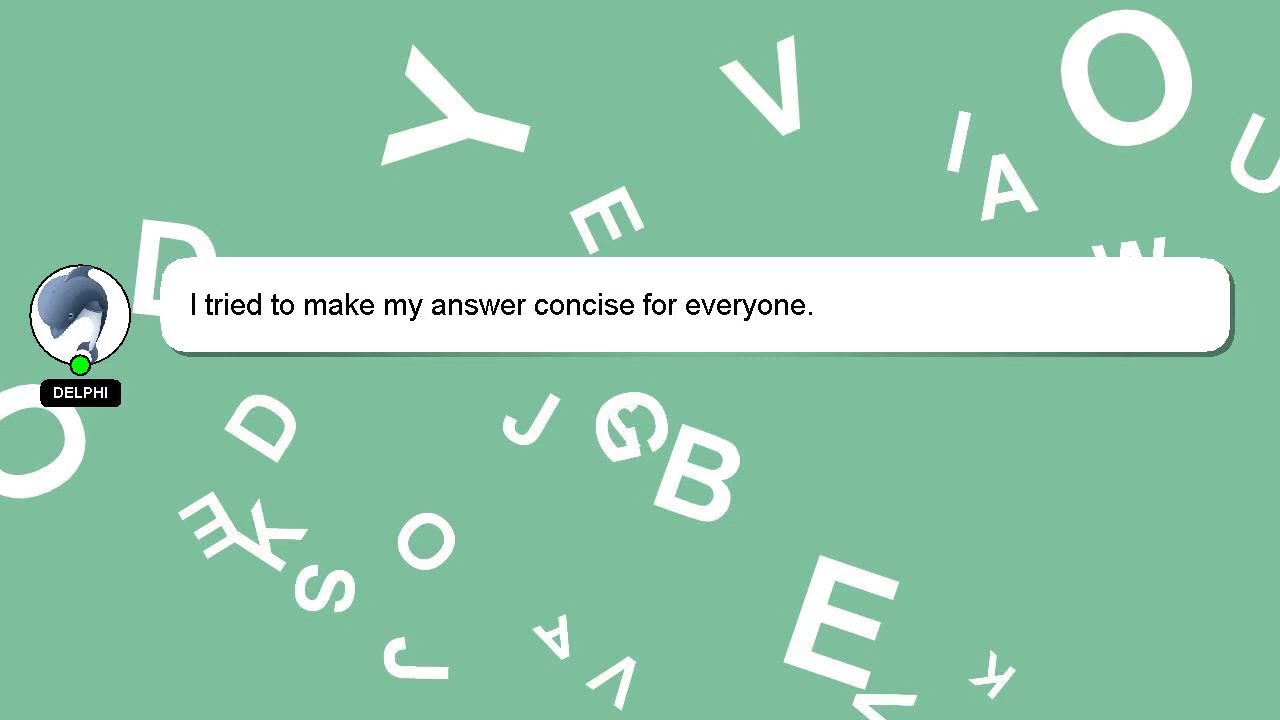 Y
V
O
I
A
U
E
D
W
I tried to make my answer concise for everyone.
DELPHI
O
D
J
G
B
E
K
S
O
J
A
V
E
K
V